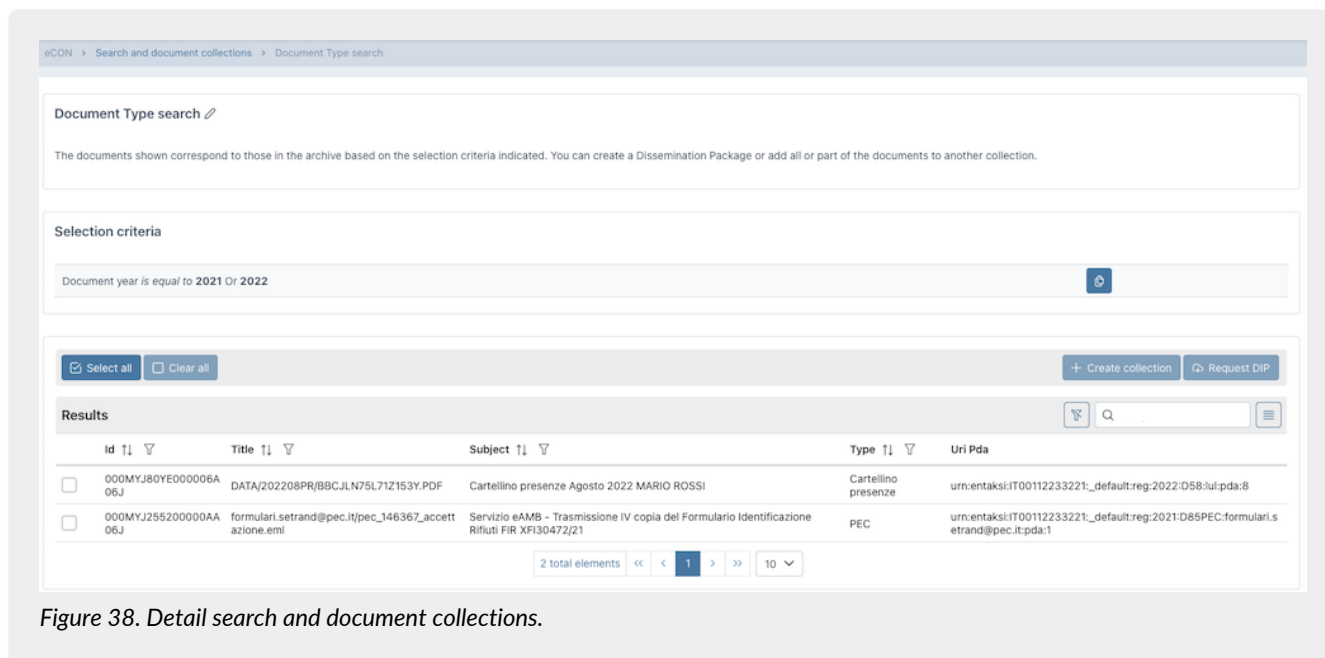 eCON > Search and document collections > Document Type search
Document Type search
The documents shown correspond to those in the archive based on the selection criteria indicated. You can create a Dissemination Package or add all or part of the documents to another collection.
Selection criteria
Document year is equal to 2021 Or 2022
Select all Clear all + Create collection Request DIP
Results
Id Title Subject Type Uri Pda
000MYJ80YE000006A DATA/202208PR/BBCJLN75L71Z153Y.PDF Cartellino presenze Agosto 2022 MARIO ROSSI Cartellino urn:entaksi:IT00112233221:_default:reg:2022:D58:lul:pda:8
06J presenze
000MYJ255200000AA formulari.setrand@pec.it/pec_146367_accett Servizio eAMB - Trasmissione IV copia del Formulario Identificazione PEC urn:entaksi:IT00112233221:_default:reg:2021:D85PEC:formulari.s
06J azione.eml Rifiuti FIR XFI30472/21 etrand@pec.it:pda:1
2 total elements << < 1 > >> 10
Figure 38. Detail search and document collections.